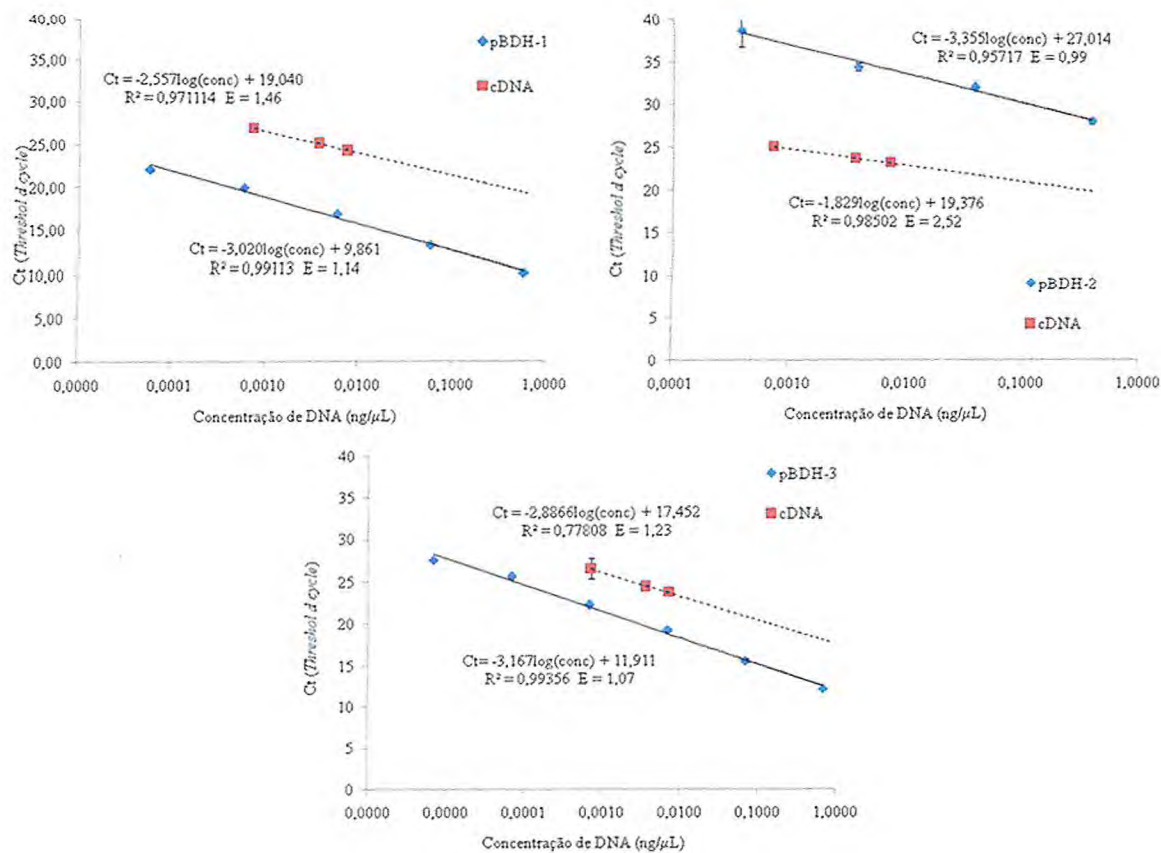 40,00
35,00
30,00
25,00
20,00
15,00
10,00
5,00
0,00
Ct (Threshol d cycle)
pBDH-1
cDNA
Ct = -2,557log(conc) + 19,040
R² = 0,971114 E = 1,46
Ct = -3,020log(conc) + 9,861
R² = 0,99113 E = 1,14
0,0000 0,0001 0,0010 0,0100 0,1000 1,0000
Concentração de DNA (ng/µL)
40
35
30
25
20
15
10
5
0
Ct (Threshol d cycle)
Ct = -3,355log(conc) + 27,014
R² = 0,95717 E = 0,99
Ct = -1,829log(conc) + 19,376
R² = 0,98502 E = 2,52
pBDH-2
cDNA
0,0001 0,0010 0,0100 0,1000 1,0000
Concentração de DNA (ng/µL)
40
35
30
25
20
15
10
5
0
Ct (Threshol d cycle)
pBDH-3
cDNA
Ct = -2,8866log(conc) + 17,452
R² = 0,77808 E = 1,23
Ct = -3,167log(conc) + 11,911
R² = 0,99356 E = 1,07
0,0000 0,0000 0,0001 0,0010 0,0100 0,1000 1,0000
Concentração de DNA (ng/µL)